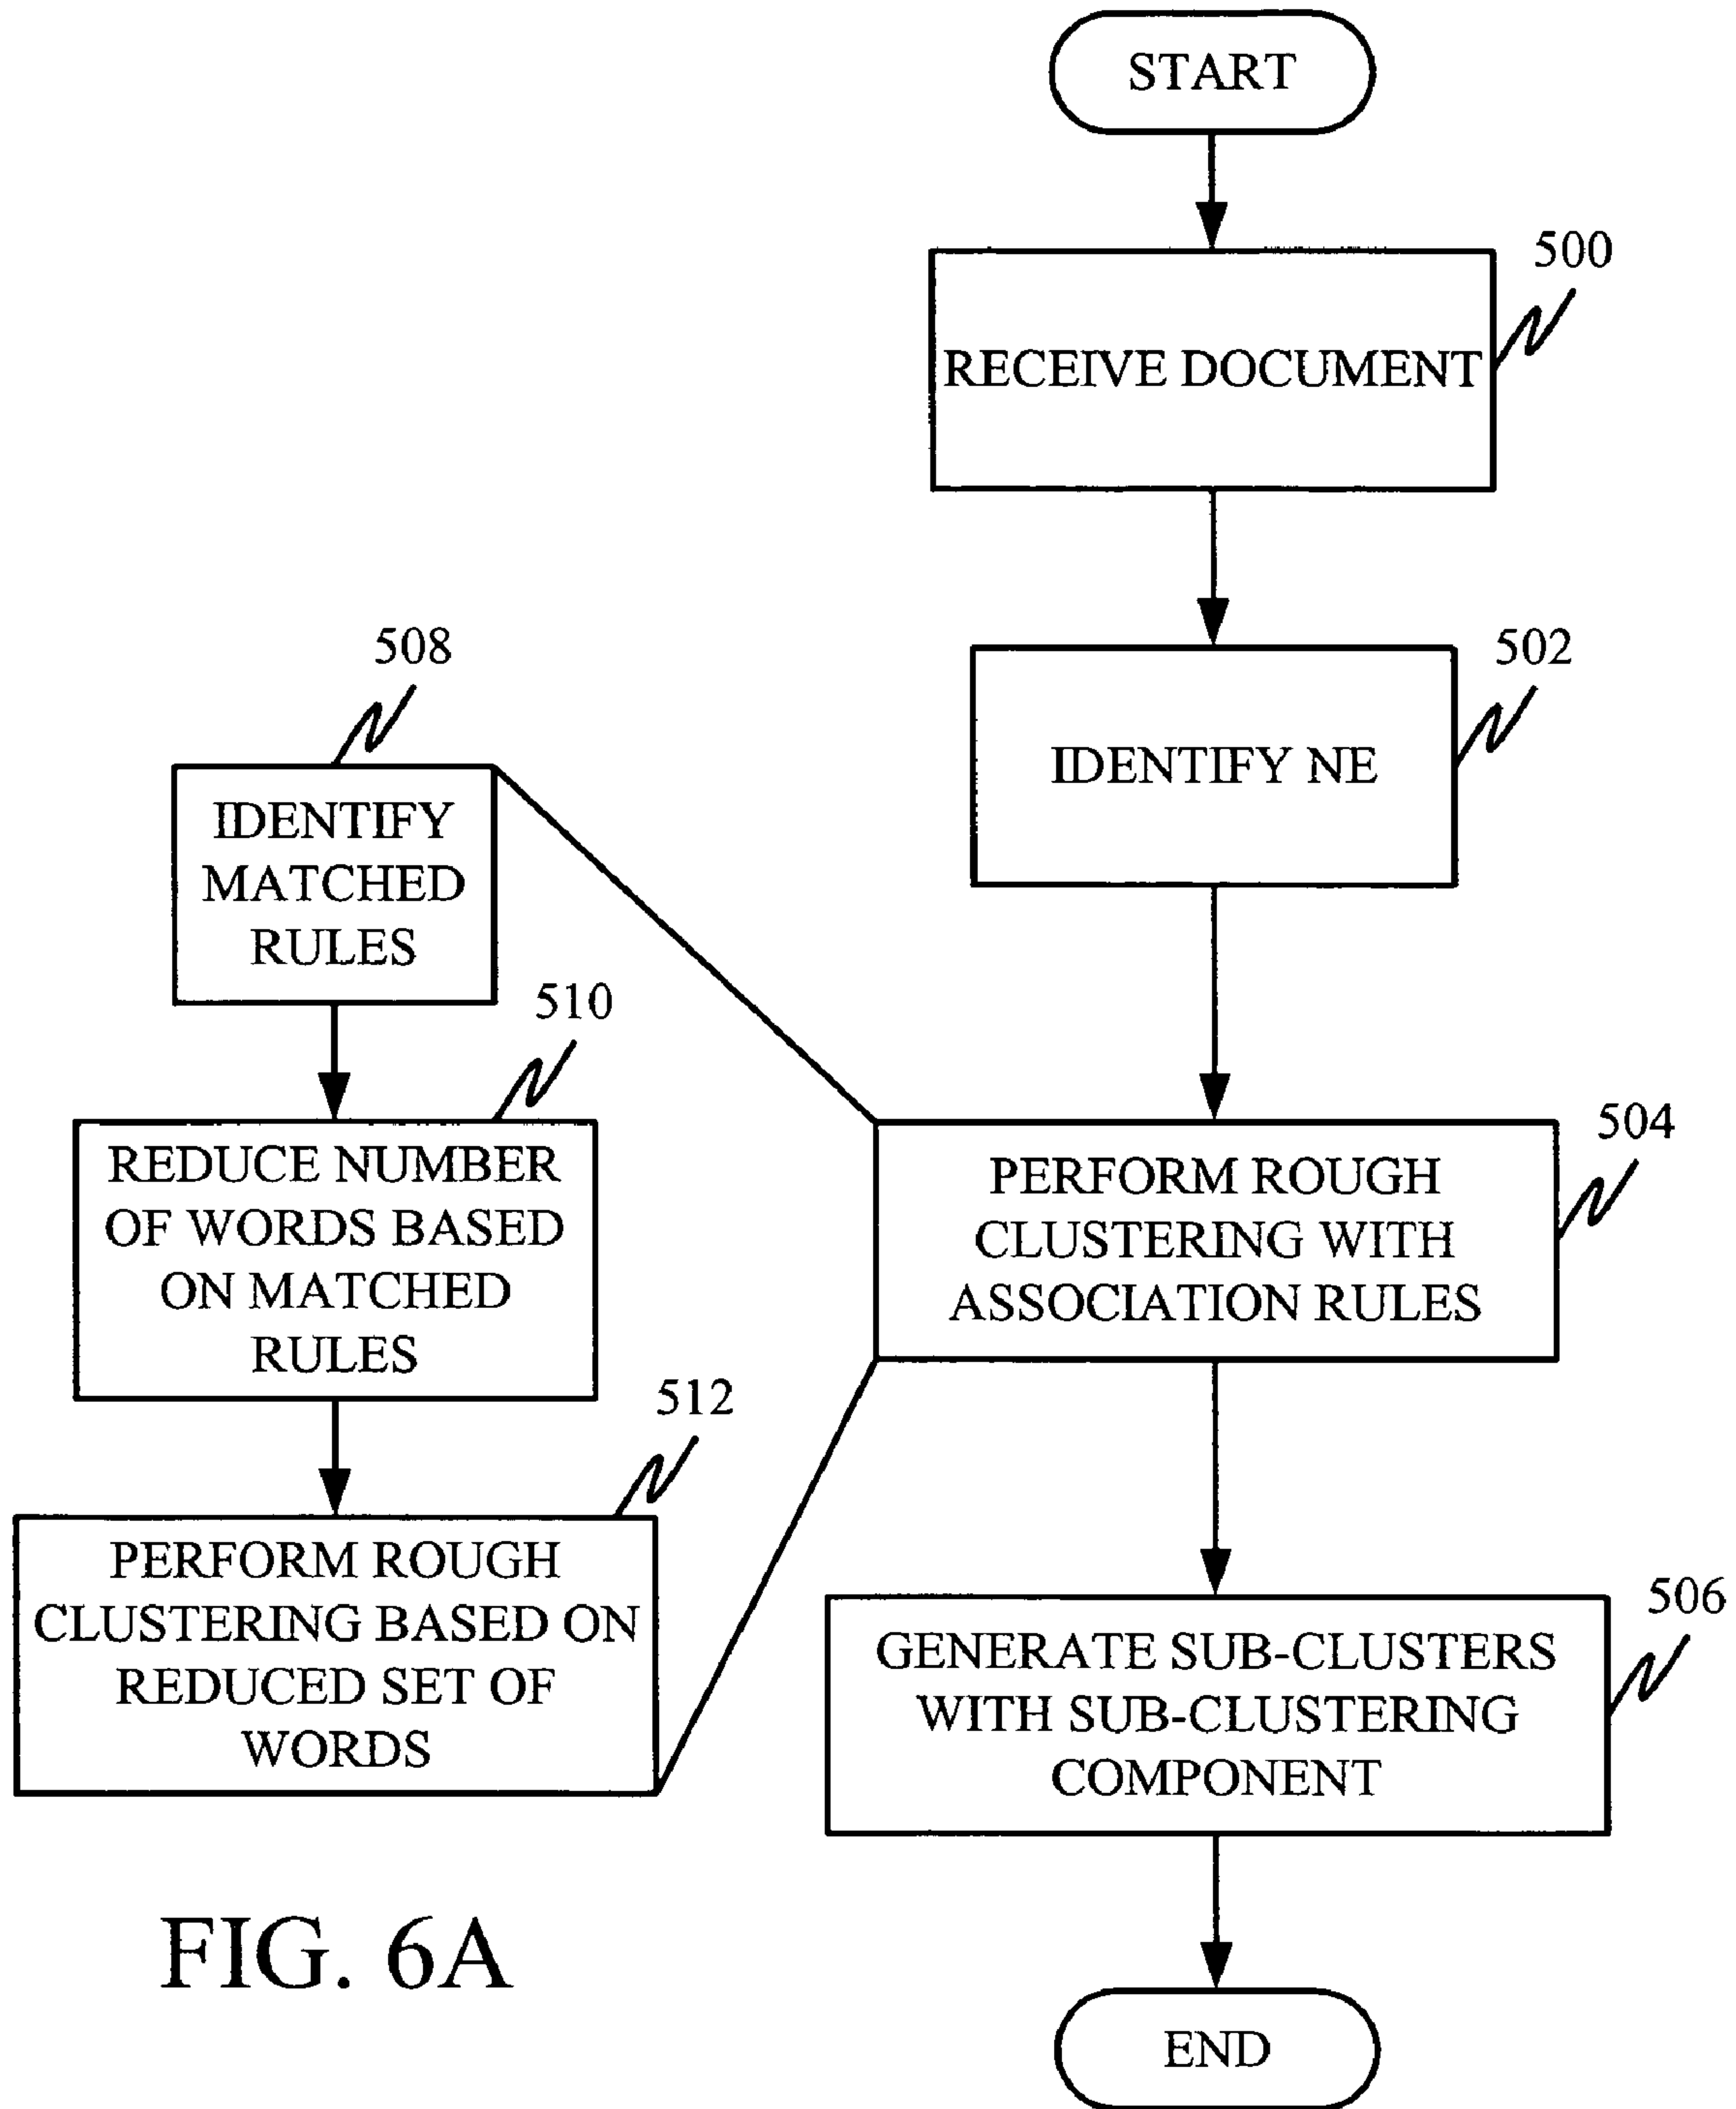 START
500
RECEIVE DOCUMENT
502
IDENTIFY NE
508
IDENTIFY
MATCHED
RULES
510
REDUCE NUMBER
OF WORDS BASED
ON MATCHED
RULES
512
PERFORM ROUGH
CLUSTERING BASED ON
REDUCED SET OF
WORDS
504
PERFORM ROUGH
CLUSTERING WITH
ASSOCIATION RULES
506
GENERATE SUB-CLUSTERS
WITH SUB-CLUSTERING
COMPONENT
END
FIG. 6A